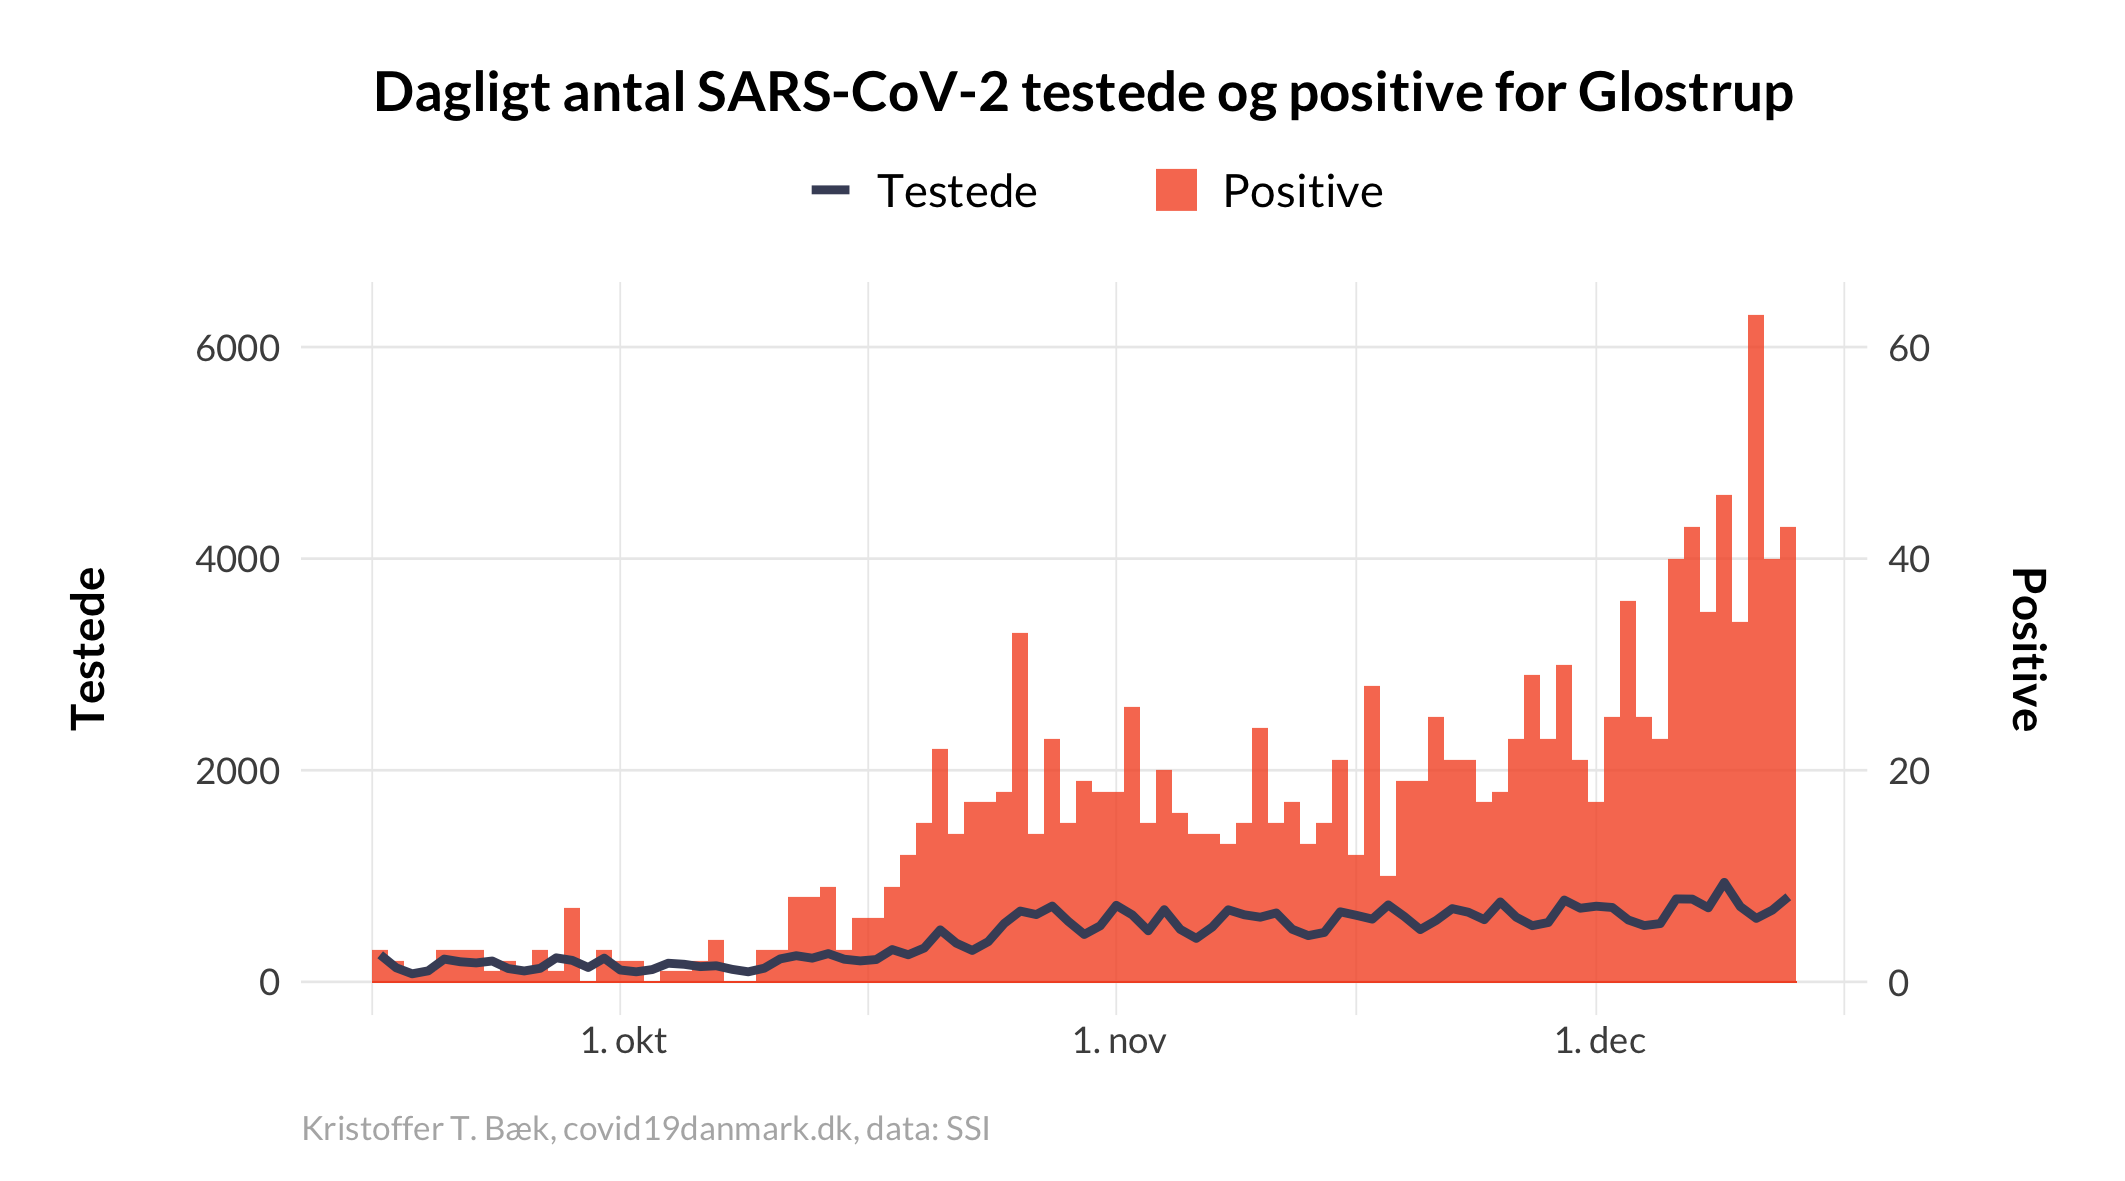 Dagligt antal SARS-CoV-2 testede og positive for Glostrup
Testede
Positive
6000
4000
2000
0
60
40
20
0
Testede
Positive
1. okt
1. nov
1. dec
Kristoffer T. Bæk, covid19danmark.dk, data: SSI